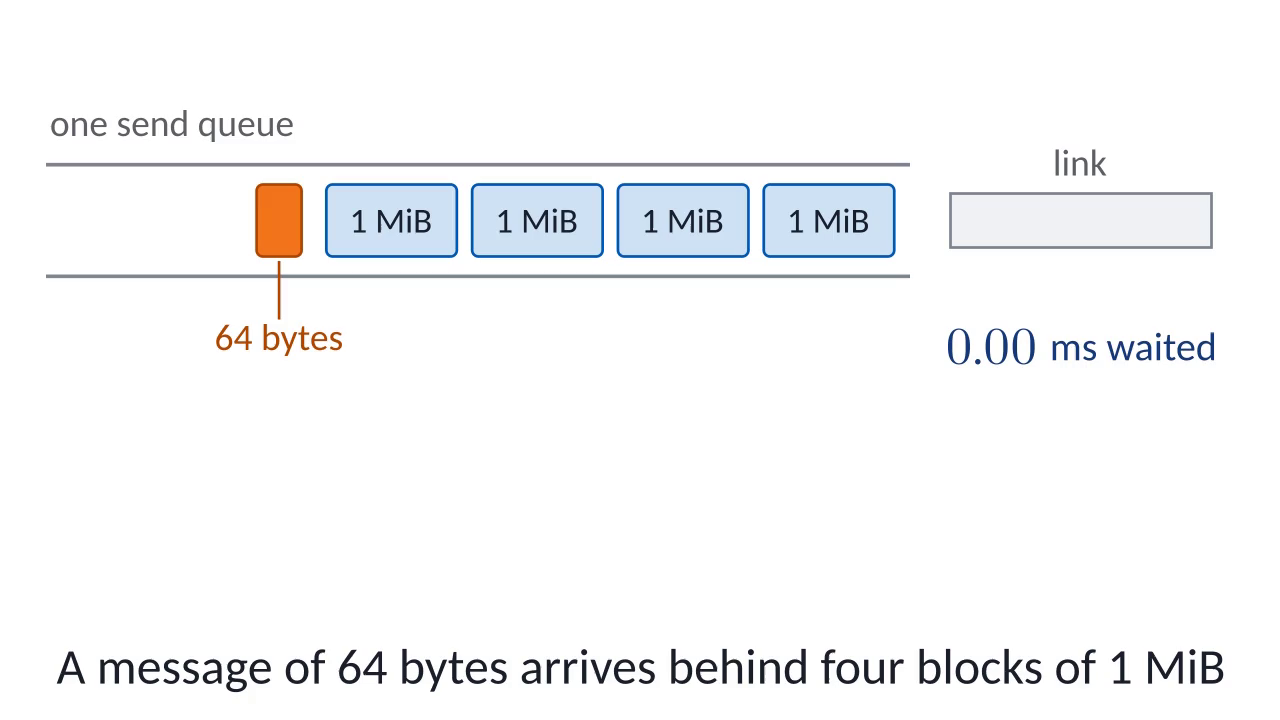 one send queue
link
1 MiB 1 MiB 1 MiB 1 MiB
64 bytes
0.00 ms waited
A message of 64 bytes arrives behind four blocks of 1 MiB